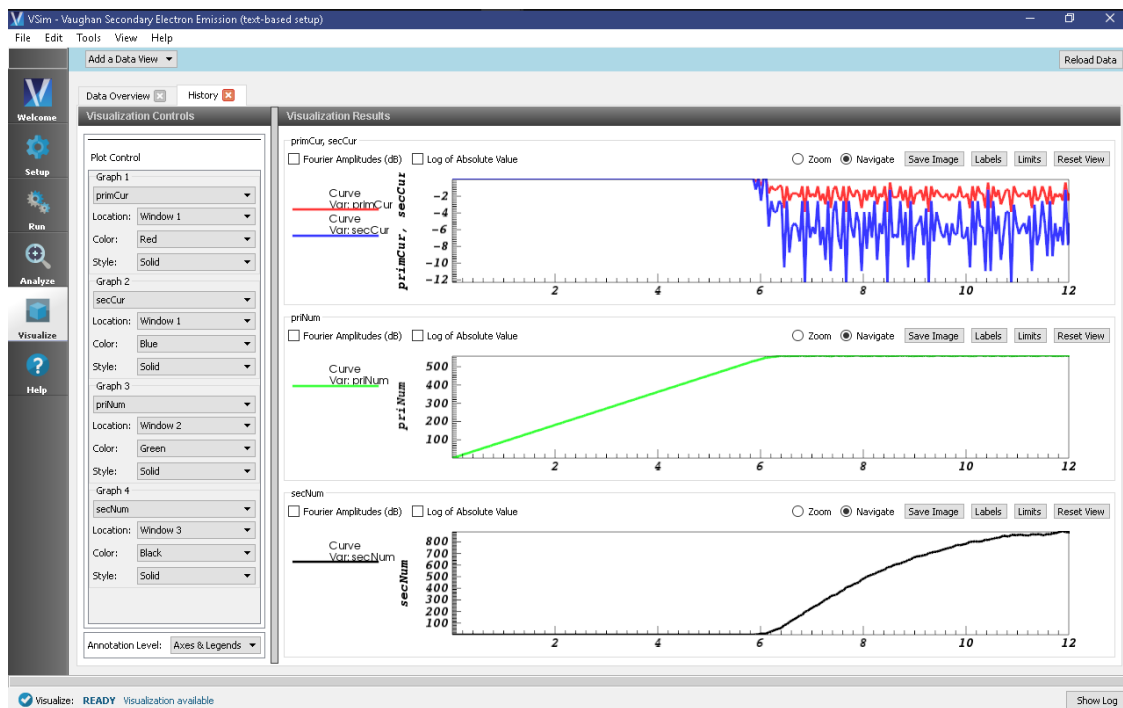 VSim - Vaughan Secondary Electron Emission (text-based setup)
File Edit Tools View Help
Add a Data View
Reload Data
Data Overview
History
Welcome
Setup
Run
Analyze
Visualize
Help
Visualization Controls
Plot Control
Graph 1
primCur
Location: Window 1
Color: Red
Style: Solid
Graph 2
secCur
Location: Window 1
Color: Blue
Style: Solid
Graph 3
priNum
Location: Window 2
Color: Green
Style: Solid
Graph 4
secNum
Location: Window 3
Color: Black
Style: Solid
Annotation Level: Axes & Legends
Visualization Results
primCur, secCur
Fourier Amplitudes (dB) Log of Absolute Value Zoom Navigate Save Image Labels Limits Reset View
Curve
Var: primCur
Curve
Var: secCur
primCur, secCur
-2
-4
-6
-8
-10
-12
2 4 6 8 10 12
priNum
Fourier Amplitudes (dB) Log of Absolute Value Zoom Navigate Save Image Labels Limits Reset View
Curve
Var: priNum
priNum
500
400
300
200
100
2 4 6 8 10 12
secNum
Fourier Amplitudes (dB) Log of Absolute Value Zoom Navigate Save Image Labels Limits Reset View
Curve
Var: secNum
secNum
800
700
600
500
400
300
200
100
2 4 6 8 10 12
Visualize: READY Visualization available
Show Log